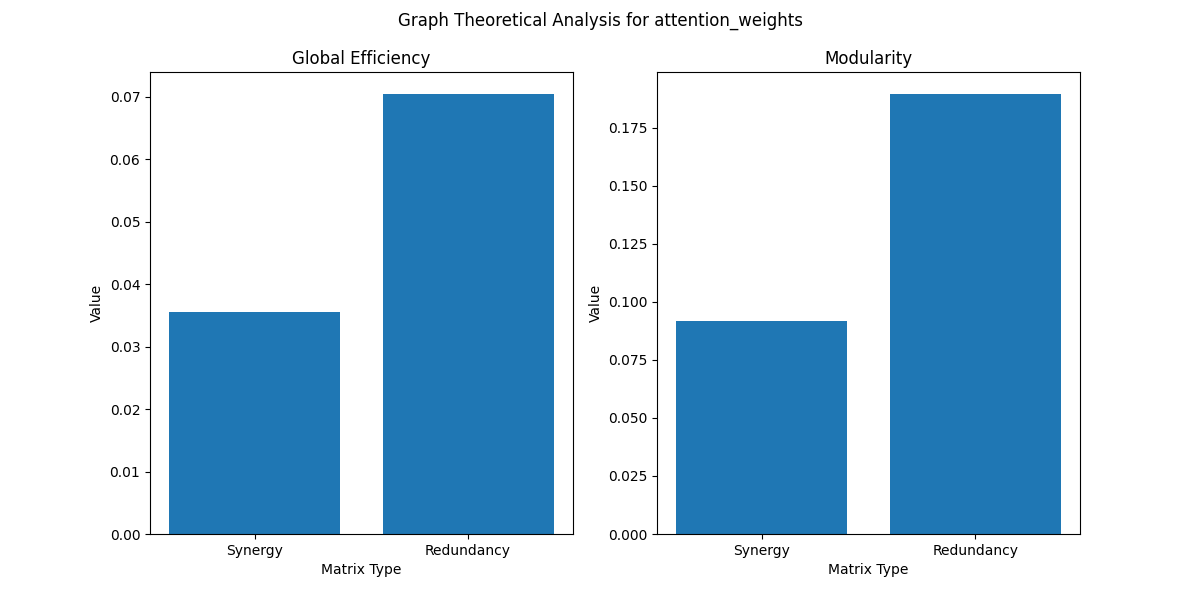 Graph Theoretical Analysis for attention_weights
Global Efficiency
0.07
0.06
0.05
0.04
0.03
0.02
0.01
0.00
Value
Synergy
Redundancy
Matrix Type
Modularity
0.175
0.150
0.125
0.100
0.075
0.050
0.025
0.000
Value
Synergy
Redundancy
Matrix Type